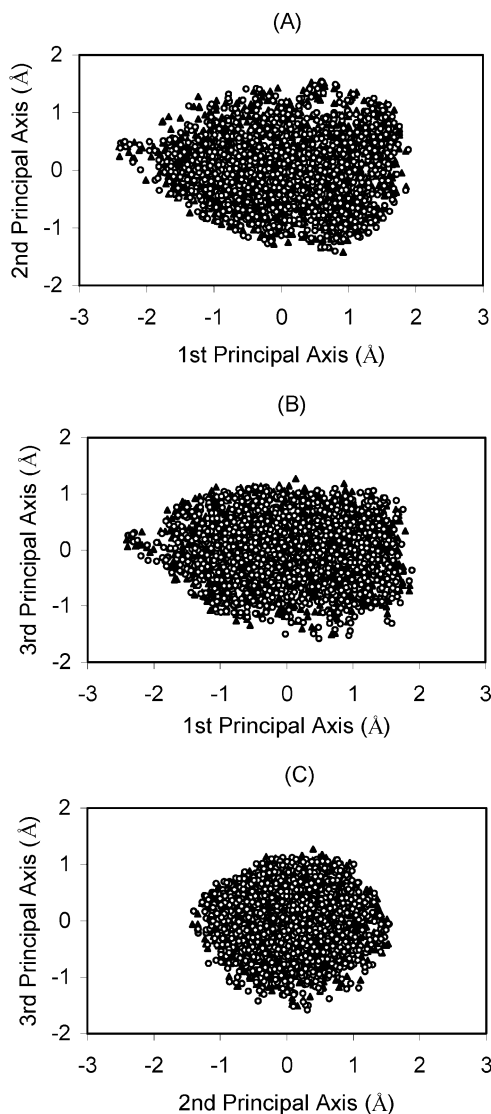 (A)
2
1
0
-1
-2
2nd Principal Axis (Å)
-3 -2 -1 0 1 2 3
1st Principal Axis (Å)
(B)
2
1
0
-1
-2
3rd Principal Axis (Å)
-3 -2 -1 0 1 2 3
1st Principal Axis (Å)
(C)
2
1
0
-1
-2
3rd Principal Axis (Å)
-3 -2 -1 0 1 2 3
2nd Principal Axis (Å)